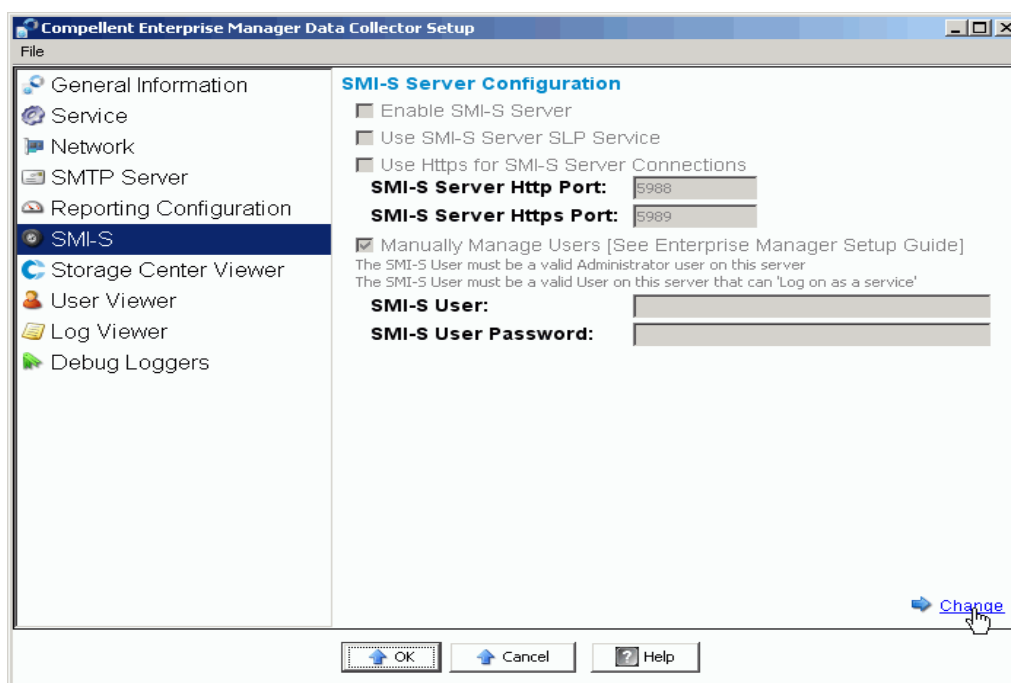 Compellent Enterprise Manager Data Collector Setup
File
General Information
Service
Network
SMTP Server
Reporting Configuration
SMI-S
Storage Center Viewer
User Viewer
Log Viewer
Debug Loggers
SMI-S Server Configuration
Enable SMI-S Server
Use SMI-S Server SLP Service
Use Https for SMI-S Server Connections
SMI-S Server Http Port: 5988
SMI-S Server Https Port: 5989
Manually Manage Users [See Enterprise Manager Setup Guide]
The SMI-S User must be a valid Administrator user on this server
The SMI-S User must be a valid User on this server that can 'Log on as a service'
SMI-S User:
SMI-S User Password:
Change
OK Cancel Help